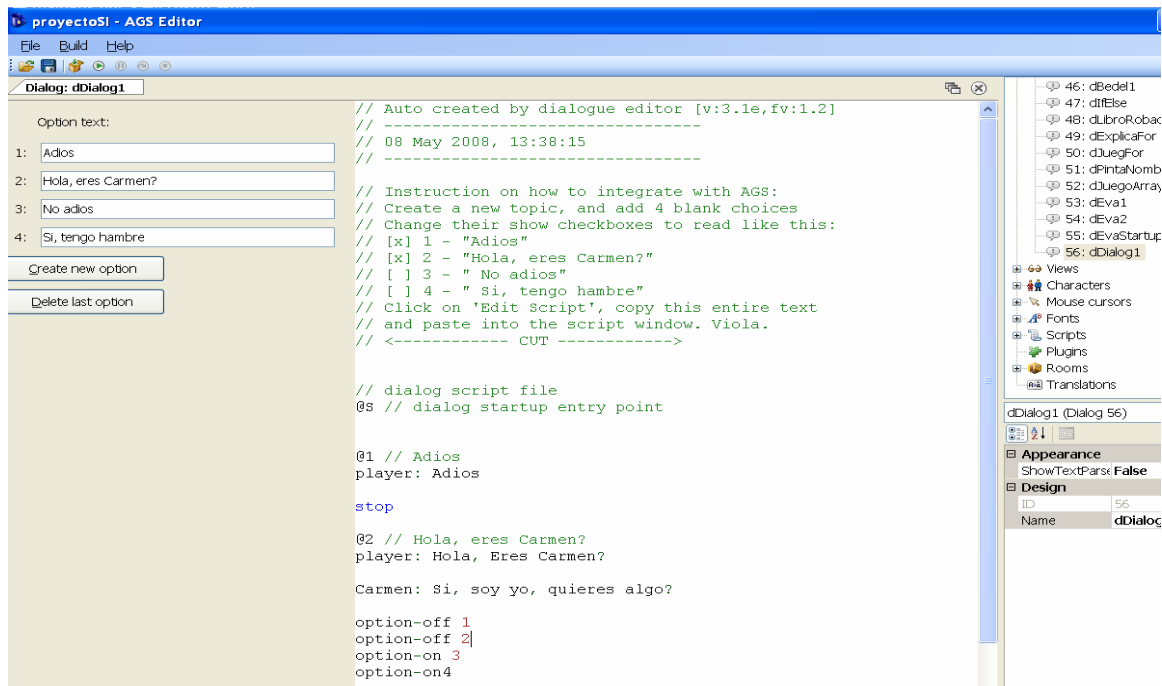 proyectoSI - AGS Editor
File Build Help
Dialog: dDialog1
Option text:
1: Adios
2: Hola, eres Carmen?
3: No adios
4: Si, tengo hambre
Create new option
Delete last option
// Auto created by dialogue editor [v:3.1e,fv:1.2]
// ---------------------------------
// 08 May 2008, 13:38:15
// ---------------------------------
// Instruction on how to integrate with AGS:
// Create a new topic, and add 4 blank choices
// Change their show checkboxes to read like this:
// [x] 1 - "Adios"
// [x] 2 - "Hola, eres Carmen?"
// [ ] 3 - " No adios"
// [ ] 4 - " Si, tengo hambre"
// Click on 'Edit Script', copy this entire text
// and paste into the script window. Viola.
// <------------ CUT ------------>
// dialog script file
@S // dialog startup entry point
@1 // Adios
player: Adios
stop
@2 // Hola, eres Carmen?
player: Hola, Eres Carmen?
Carmen: Si, soy yo, quieres algo?
option-off 1
option-off 2
option-on 3
option-on4
46: dBedel1
47: dIfElse
48: dLibroRobad
49: dExplicaFor
50: dJuegFor
51: dPintaNomb
52: dJuegoArray
53: dEva1
54: dEva2
55: dEvaStartup
56: dDialog1
Views
Characters
Mouse cursors
Fonts
Scripts
Plugins
Rooms
Translations
dDialog1 (Dialog 56)
Appearance
ShowTextParse False
Design
ID 56
Name dDialog